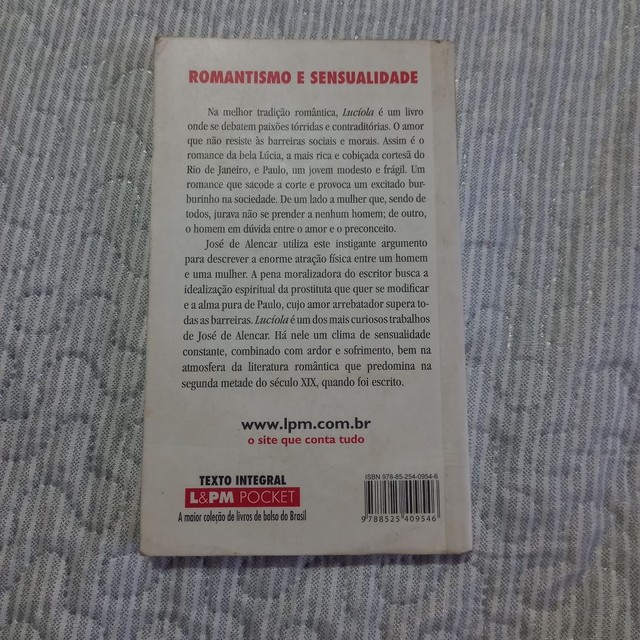 ROMANTISMO E SENSUALIDADE
Na melhor tradição romântica, Lucíola é um livro
onde se debatem paixões tórridas e contraditórias. O amor
que não resiste às barreiras sociais e morais. Assim é o
romance da bela Lúcia, a mais rica e cobiçada cortesã do
Rio de Janeiro, e Paulo, um jovem modesto e frágil. Um
romance que sacode a corte e provoca um excitado bur-
burinho na sociedade. De um lado a mulher que, sendo de
todos, jurava não se prender a nenhum homem; de outro,
o homem em dúvida entre o amor e o preconceito.
José de Alencar utiliza este instigante argumento
para descrever a enorme atração física entre um homem
e uma mulher. A pena moralizadora do escritor busca a
idealização espiritual da prostituta que quer se modificar
e a alma pura de Paulo, cujo amor arrebatador supera to-
das as barreiras. Lucíola é um dos mais curiosos trabalhos
de José de Alencar. Há nele um clima de sensualidade
constante, combinado com ardor e sofrimento, bem na
atmosfera da literatura romântica que predomina na
segunda metade do século XIX, quando foi escrito.
www.lpm.com.br
o site que conta tudo
TEXTO INTEGRAL
L&PM POCKET
A maior coleção de livros de bolso do Brasil
ISBN 978-85-254-0954-6
9 788525 409546